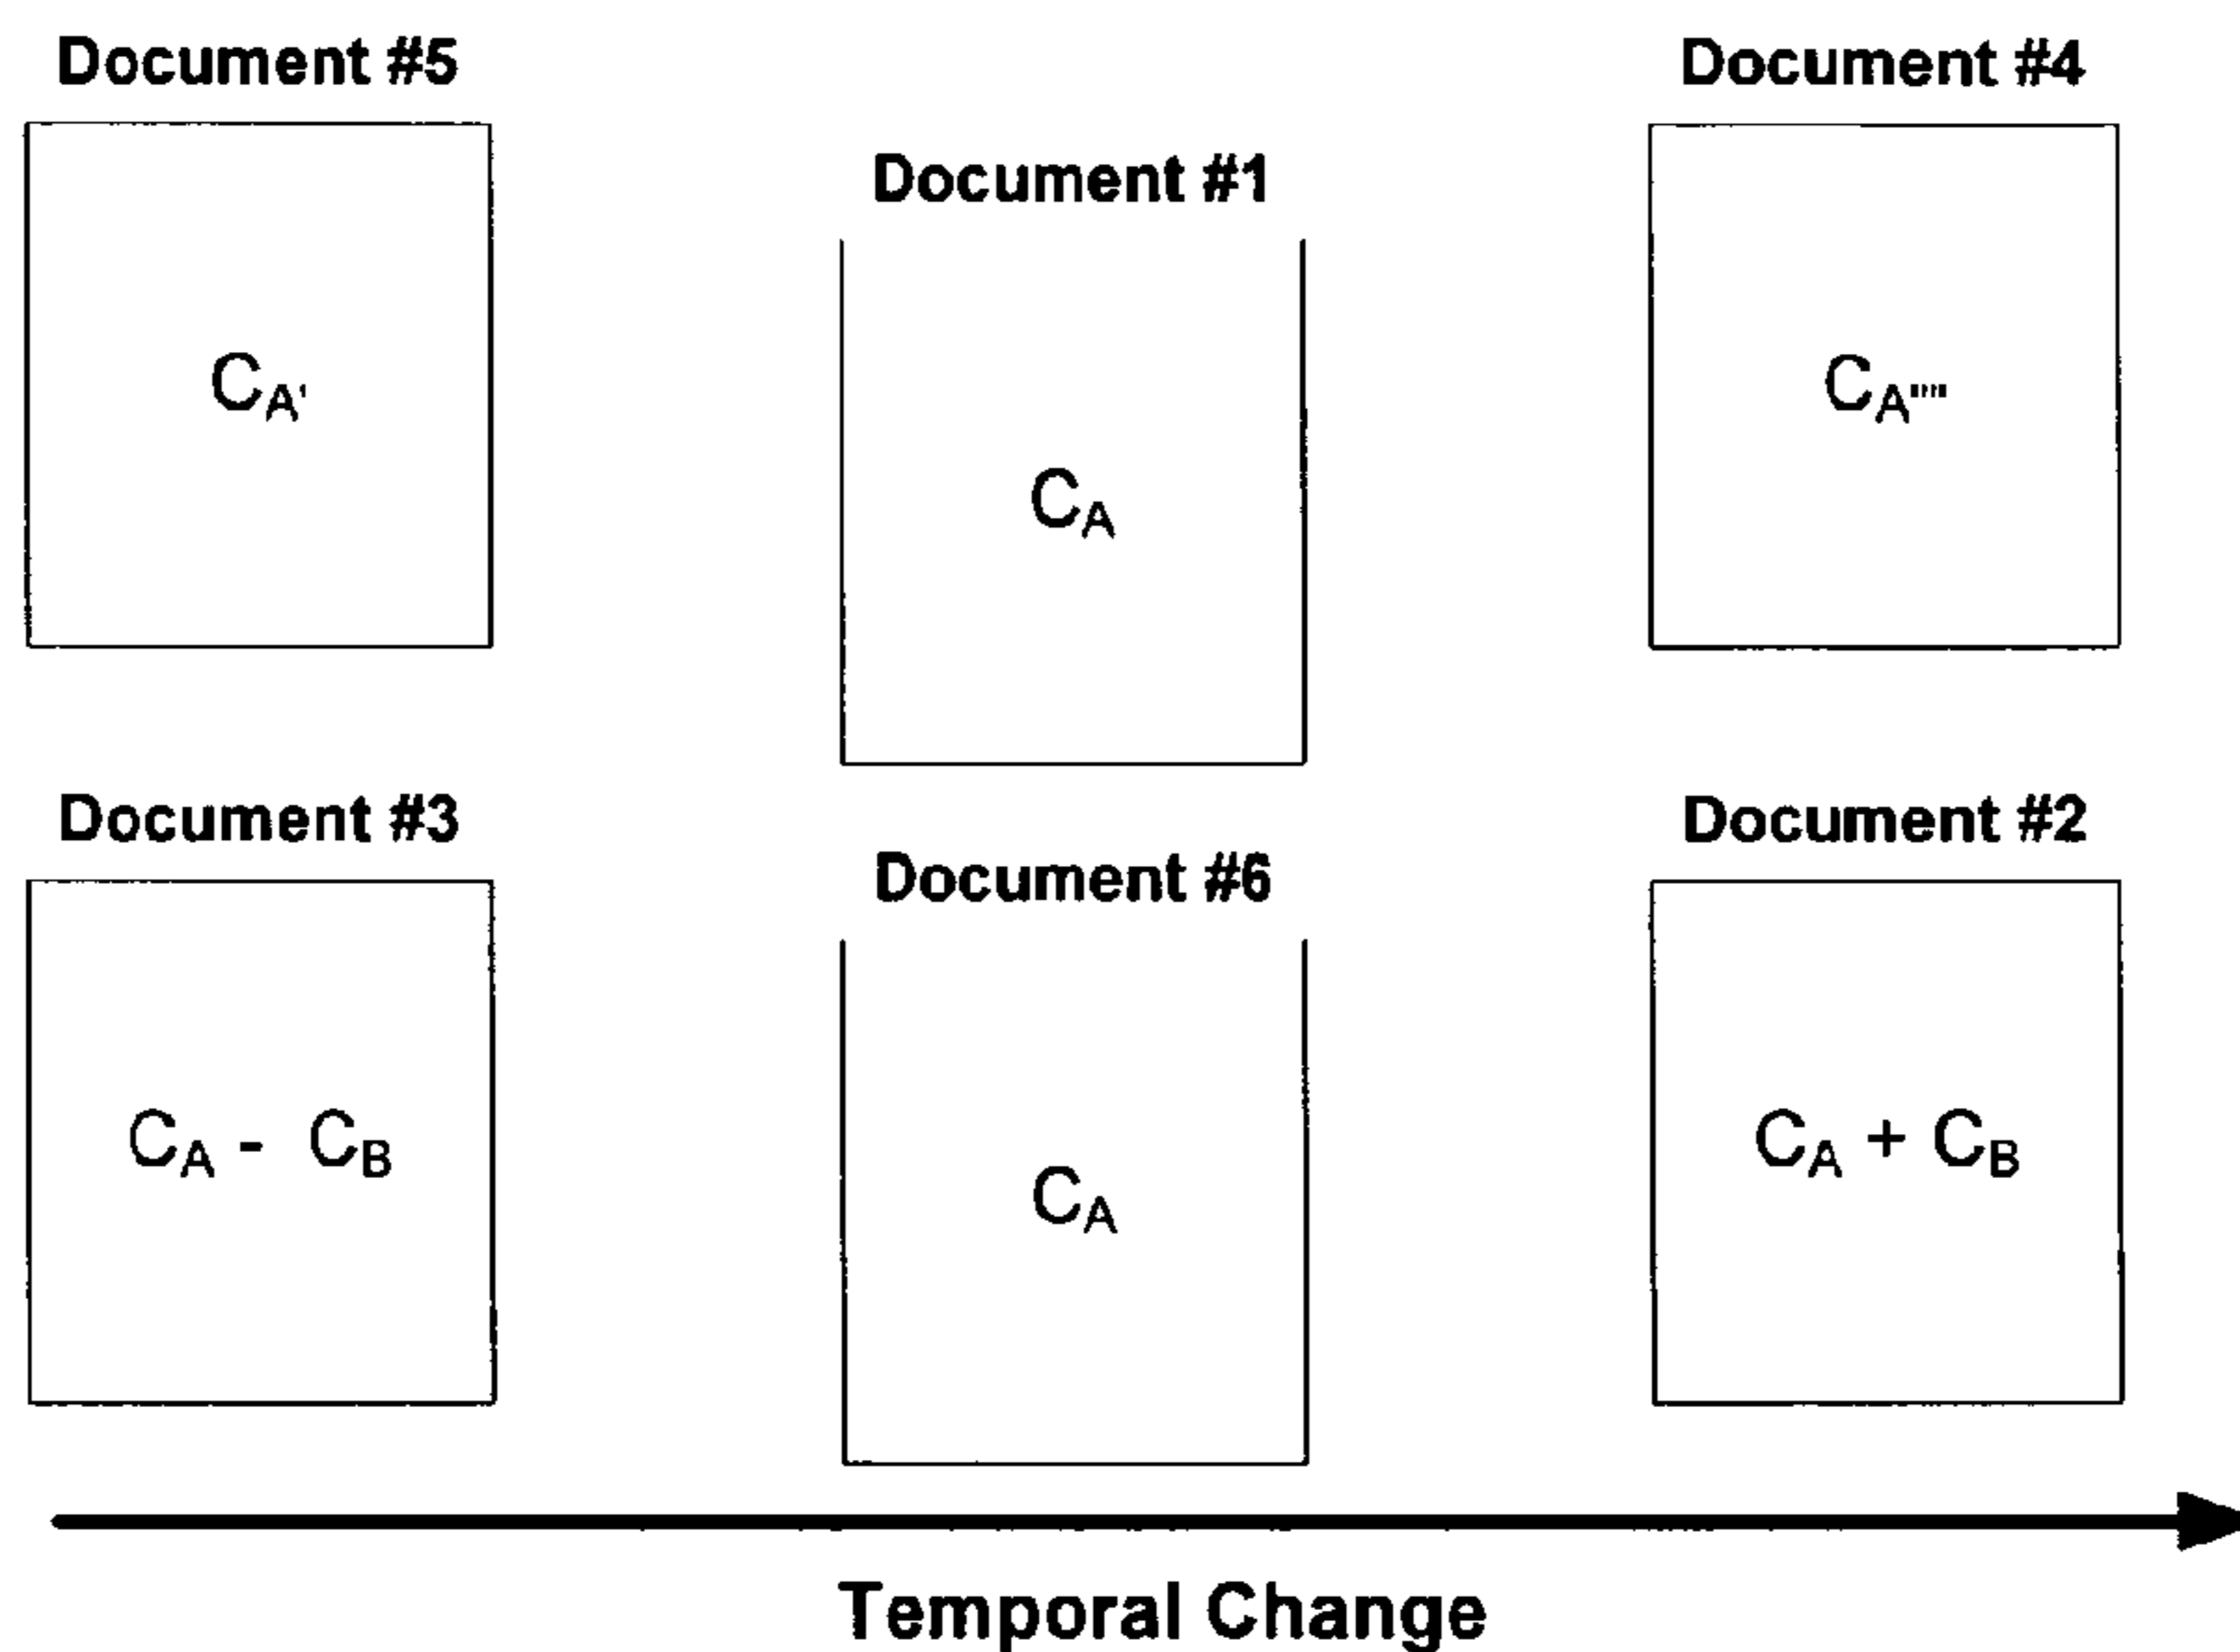 Document #5
Document #4
Document #1
C_A'
C_A''''
C_A
Document #3
Document #2
Document #6
C_A - C_B
C_A + C_B
C_A
Temporal Change